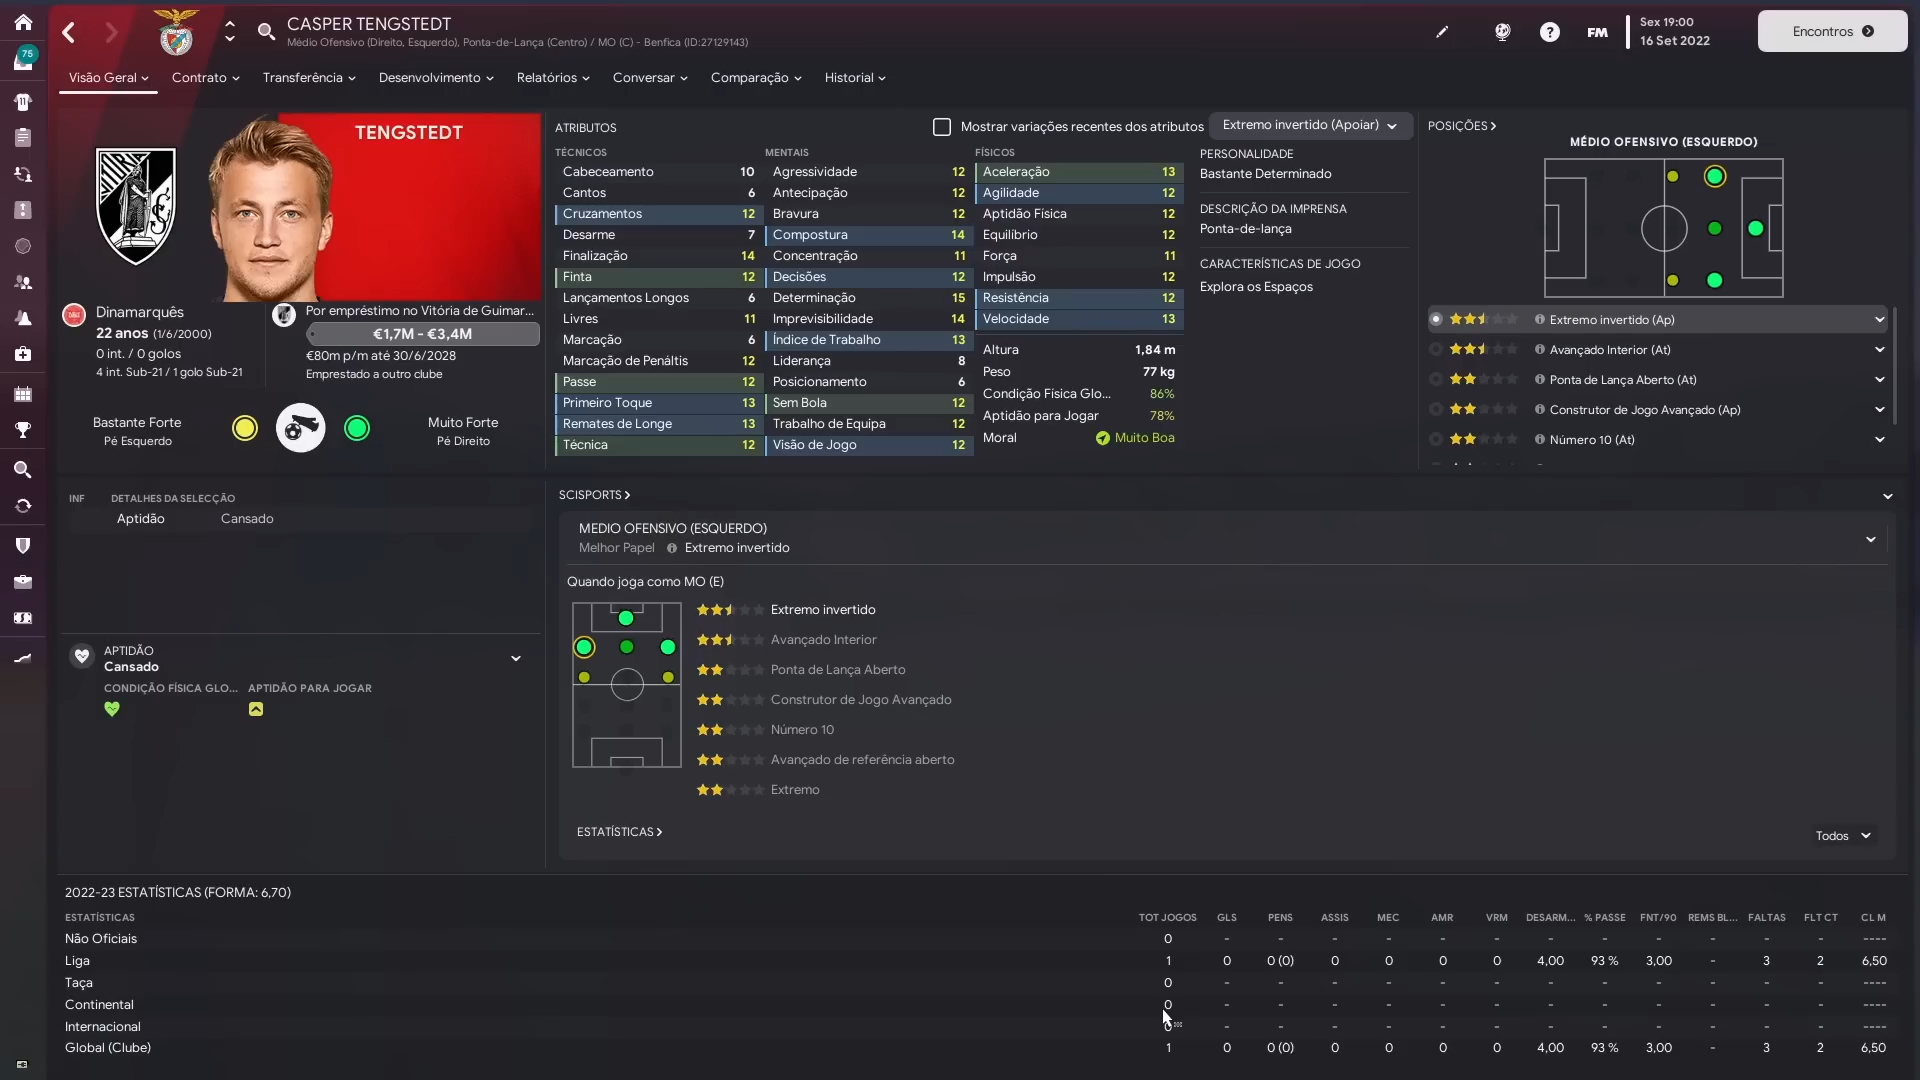 CASPER TENGSTEDT
Médio Ofensivo (Direito, Esquerdo), Ponta-de-Lança (Centro) / MO (C) - Benfica (ID:27129143)
75
FM
Sex 19:00
16 Set 2022
Encontros
Visão Geral
Contrato
Transferência
Desenvolvimento
Relatórios
Conversar
Comparação
Historial
TENGSTEDT
Dinamarquês
22 anos (1/6/2000)
0 int. / 0 golos
4 int. Sub-21 / 1 golo Sub-21
Por empréstimo no Vitória de Guimar...
€1,7M - €3,4M
€80m p/m até 30/6/2028
Emprestado a outro clube
Bastante Forte
Pé Esquerdo
Muito Forte
Pé Direito
ATRIBUTOS
Mostrar variações recentes dos atributos
Extremo invertido (Apoiar)
TÉCNICOS
Cabeceamento 10
Cantos 6
Cruzamentos 12
Desarme 7
Finalização 14
Finta 12
Lançamentos Longos 6
Livres 11
Marcação 6
Marcação de Penáltis 12
Passe 12
Primeiro Toque 13
Remates de Longe 13
Técnica 12
MENTAIS
Agressividade 12
Antecipação 12
Bravura 12
Compostura 14
Concentração 11
Decisões 12
Determinação 15
Imprevisibilidade 14
Índice de Trabalho 13
Liderança 8
Posicionamento 6
Sem Bola 12
Trabalho de Equipa 12
Visão de Jogo 12
FÍSICOS
Aceleração 13
Agilidade 12
Aptidão Física 12
Equilíbrio 12
Força 11
Impulsão 12
Resistência 12
Velocidade 13
Altura 1,84 m
Peso 77 kg
Condição Física Glo... 86%
Aptidão para Jogar 78%
Moral Muito Boa
PERSONALIDADE
Bastante Determinado
DESCRIÇÃO DA IMPRENSA
Ponta-de-lança
CARACTERÍSTICAS DE JOGO
Explora os Espaços
POSIÇÕES
MÉDIO OFENSIVO (ESQUERDO)
Extremo invertido (Ap)
Avançado Interior (At)
Ponta de Lança Aberto (At)
Construtor de Jogo Avançado (Ap)
Número 10 (At)
INF DETALHES DA SELECÇÃO
Aptidão Cansado
APTIDÃO
Cansado
CONDIÇÃO FÍSICA GLO... APTIDÃO PARA JOGAR
SCISPORTS
MEDIO OFENSIVO (ESQUERDO)
Melhor Papel Extremo invertido
Quando joga como MO (E)
Extremo invertido
Avançado Interior
Ponta de Lança Aberto
Construtor de Jogo Avançado
Número 10
Avançado de referência aberto
Extremo
ESTATÍSTICAS
Todos
2022-23 ESTATÍSTICAS (FORMA: 6,70)
ESTATÍSTICAS TOT JOGOS GLS PENS ASSIS MEC AMR VRM DESARM... % PASSE FNT/90 REMS BL... FALTAS FLT CT CL M
Não Oficiais 0 - - - - - - - - - - - - ----
Liga 1 0 0 (0) 0 0 0 0 4,00 93 % 3,00 - 3 2 6,50
Taça 0 - - - - - - - - - - - - ----
Continental 0 - - - - - - - - - - - - ----
Internacional 0 - - - - - - - - - - - - ----
Global (Clube) 1 0 0 (0) 0 0 0 0 4,00 93 % 3,00 - 3 2 6,50